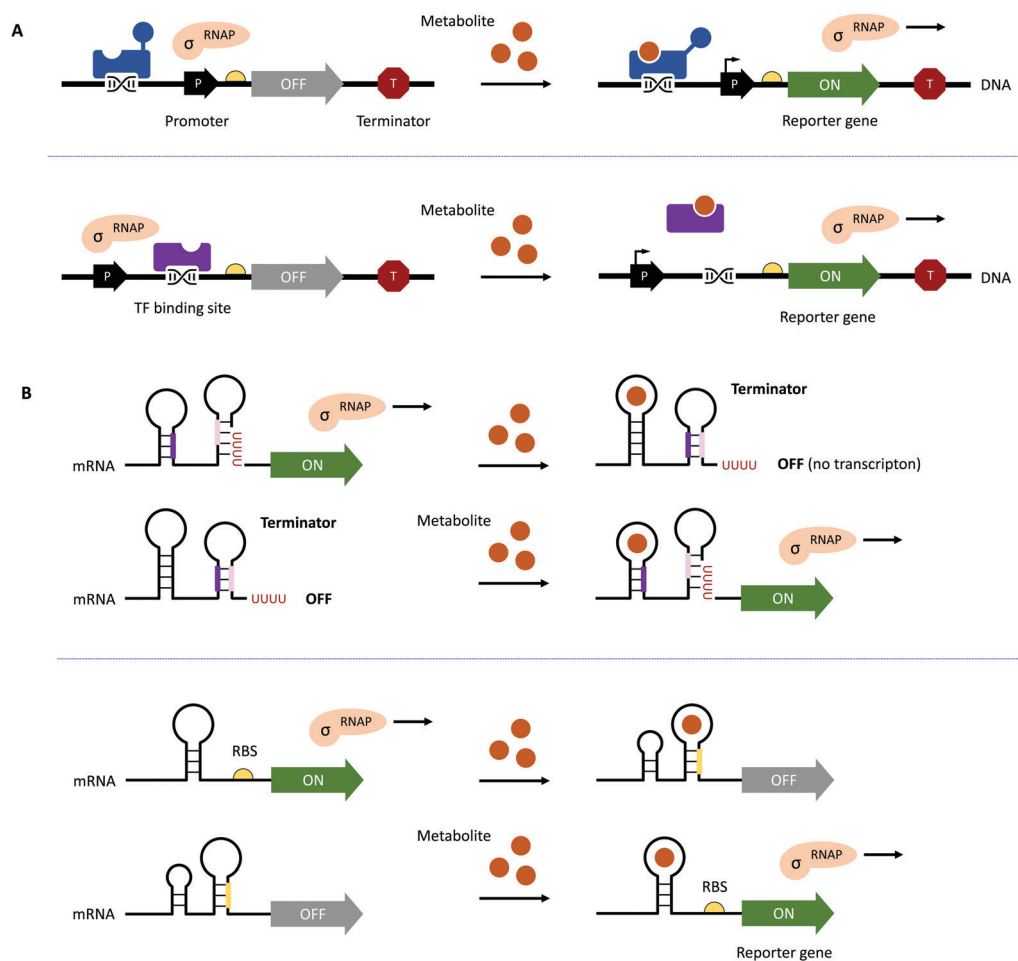 A
σ RNAP
Metabolite
σ RNAP
P
OFF
T
P
ON
T
DNA
Promoter
Terminator
Reporter gene
σ RNAP
Metabolite
σ RNAP
P
OFF
T
P
ON
T
DNA
TF binding site
Reporter gene
B
σ RNAP
Terminator
mRNA
UUUU
ON
UUUU
OFF (no transcripton)
Terminator
Metabolite
σ RNAP
mRNA
UUUU
OFF
UUUU
ON
σ RNAP
RBS
mRNA
ON
OFF
Metabolite
σ RNAP
RBS
mRNA
OFF
ON
Reporter gene